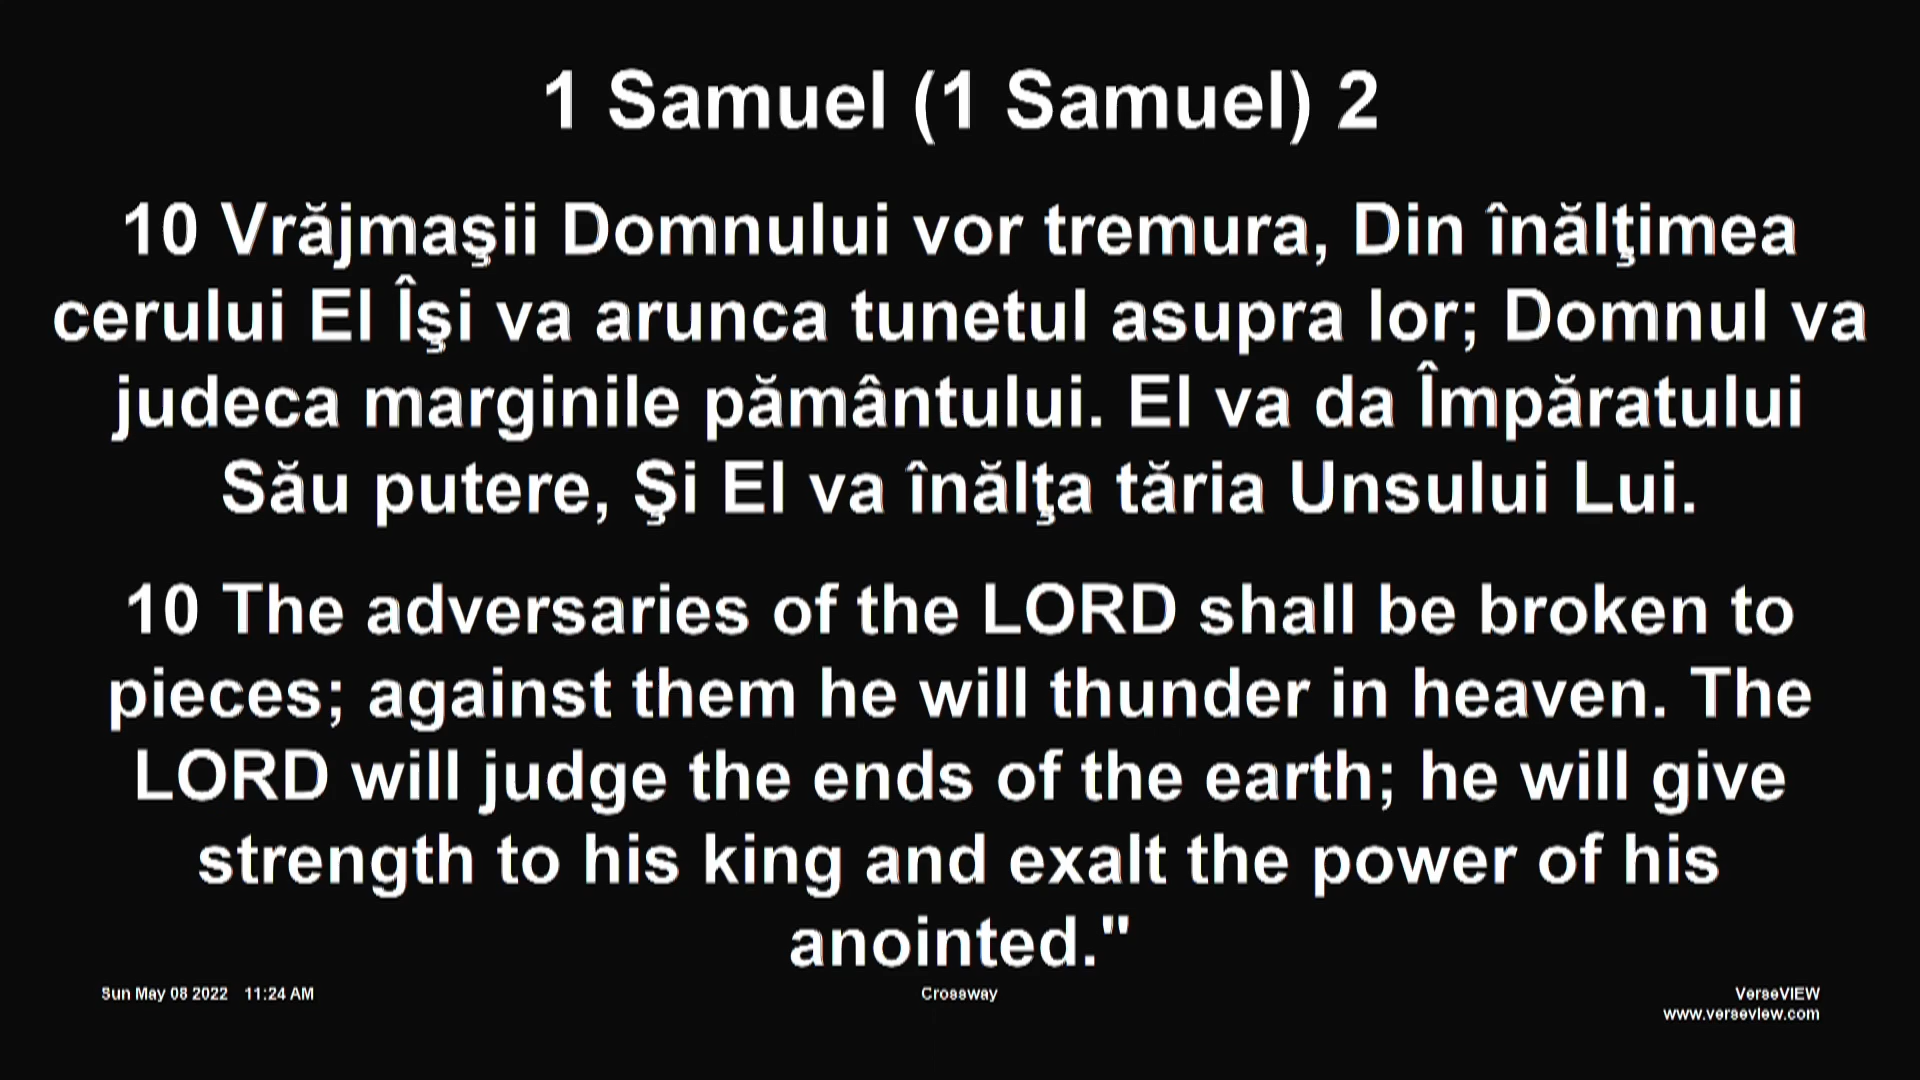 1 Samuel (1 Samuel) 2
10 Vrăjmaşii Domnului vor tremura, Din înălţimea
cerului El Îşi va arunca tunetul asupra lor; Domnul va
judeca marginile pământului. El va da Împăratului
Său putere, Şi El va înălţa tăria Unsului Lui.
10 The adversaries of the LORD shall be broken to
pieces; against them he will thunder in heaven. The
LORD will judge the ends of the earth; he will give
strength to his king and exalt the power of his
anointed."
Sun May 08 2022 11:24 AM
Crossway
VerseVIEW
www.verseview.com